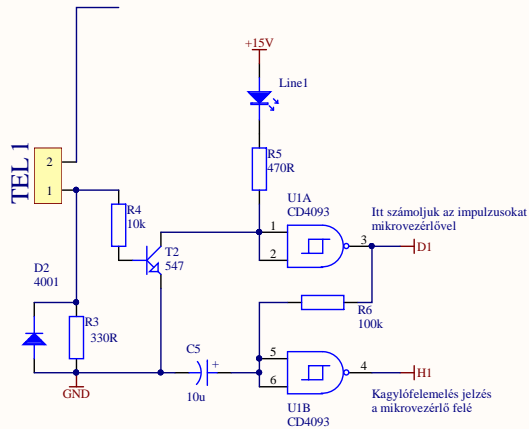 +15V
Line1
R5
470R
TEL 1
2
1
R4
10k
T2
547
U1A
CD4093
1
2
3
Itt számoljuk az impulzusokat
mikrovezérlővel
D1
D2
4001
R3
330R
GND
C5
+
10u
R6
100k
5
6
4
H1
U1B
CD4093
Kagylófelemelés jelzés
a mikrovezérlő felé